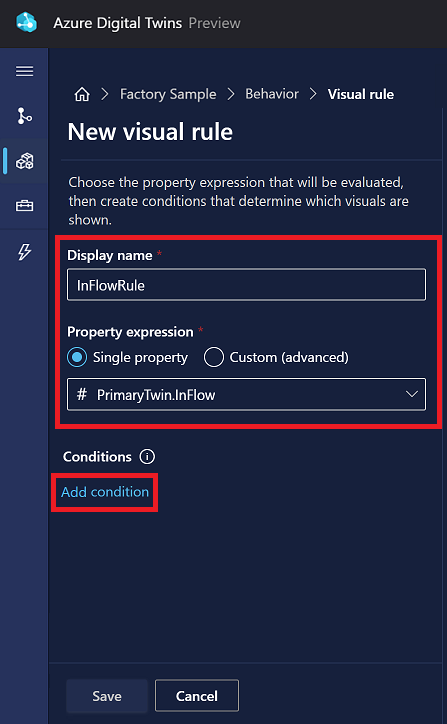 Azure Digital Twins Preview
Factory Sample > Behavior > Visual rule
New visual rule
Choose the property expression that will be evaluated,
then create conditions that determine which visuals are
shown.
Display name *
InFlowRule
Property expression *
Single property Custom (advanced)
# PrimaryTwin.InFlow
Conditions
Add condition
Save Cancel